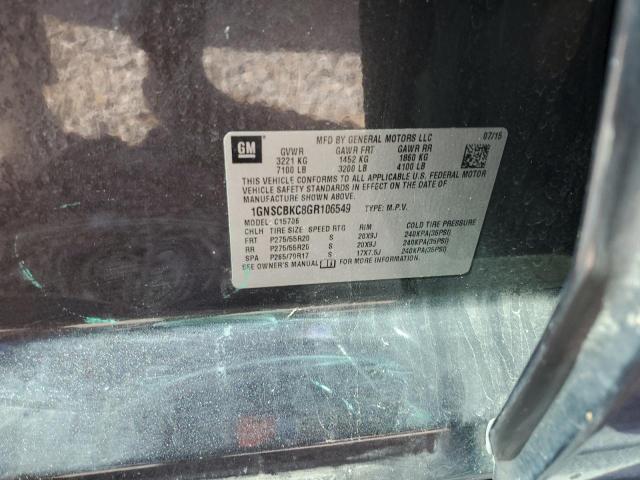 GM
MFD BY GENERAL MOTORS LLC 07/15
GVWR GAWR FRT GAWR RR
3221 KG 1452 KG 1860 KG
7100 LB 3200 LB 4100 LB
THIS VEHICLE CONFORMS TO ALL APPLICABLE U.S. FEDERAL MOTOR
VEHICLE SAFETY STANDARDS IN EFFECT ON THE DATE OF
MANUFACTURE SHOWN ABOVE.
1GNSCBKC8GR106549 TYPE: M.P.V.
MODEL: C15706
CHLH TIRE SIZE SPEED RTG RIM COLD TIRE PRESSURE
FRT P275/55R20 S 20X9J 240KPA(35PSI)
RR P275/55R20 S 20X9J 240KPA(35PSI)
SPA P265/70R17 S 17X7.5J 240KPA(35PSI)
SEE OWNER'S MANUAL FOR MORE INFORMATION.